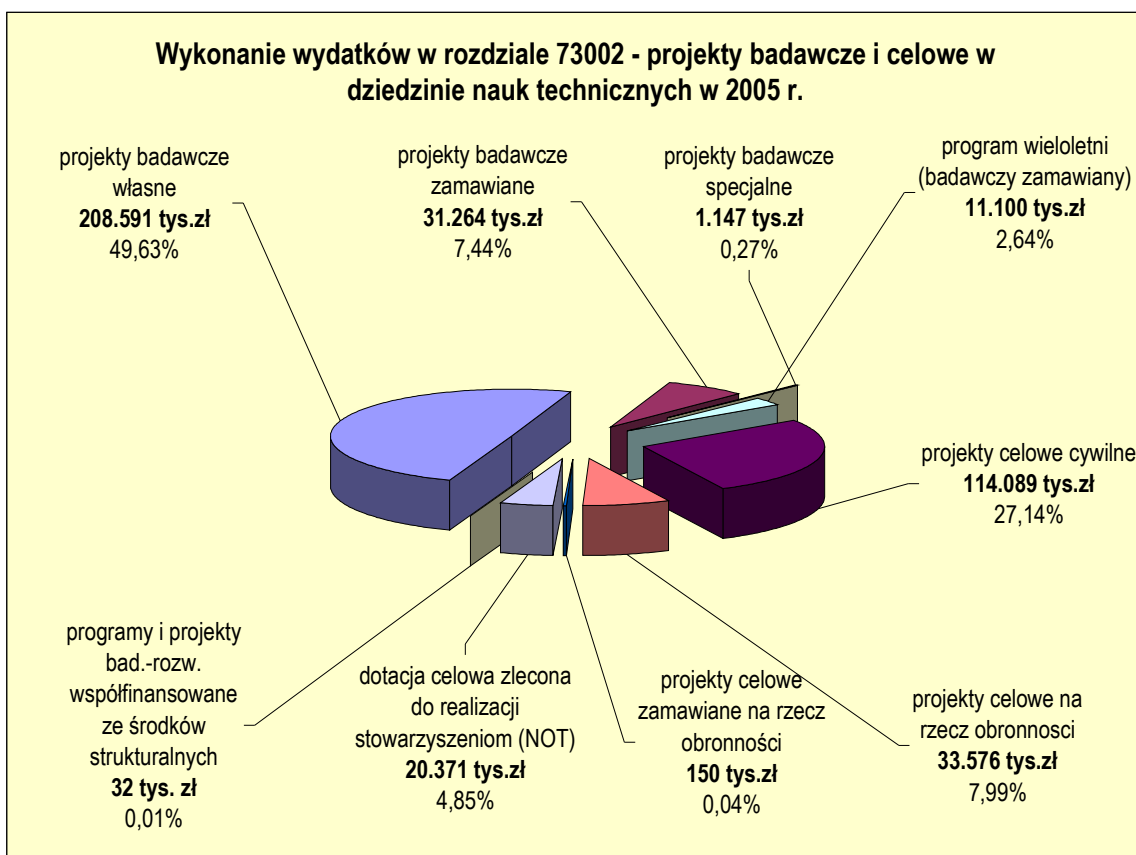 Wykonanie wydatków w rozdziale 73002 - projekty badawcze i celowe w
dziedzinie nauk technicznych w 2005 r.
projekty badawcze
własne
208.591 tys.zł
49,63%
projekty badawcze
zamawiane
31.264 tys.zł
7,44%
projekty badawcze
specjalne
1.147 tys.zł
0,27%
program wieloletni
(badawczy zamawiany)
11.100 tys.zł
2,64%
projekty celowe cywilne
114.089 tys.zł
27,14%
programy i projekty
bad.-rozw.
współfinansowane
ze środków
strukturalnych
32 tys. zł
0,01%
dotacja celowa zlecona
do realizacji
stowarzyszeniom (NOT)
20.371 tys.zł
4,85%
projekty celowe
zamawiane na rzecz
obronności
150 tys.zł
0,04%
projekty celowe na
rzecz obronnosci
33.576 tys.zł
7,99%